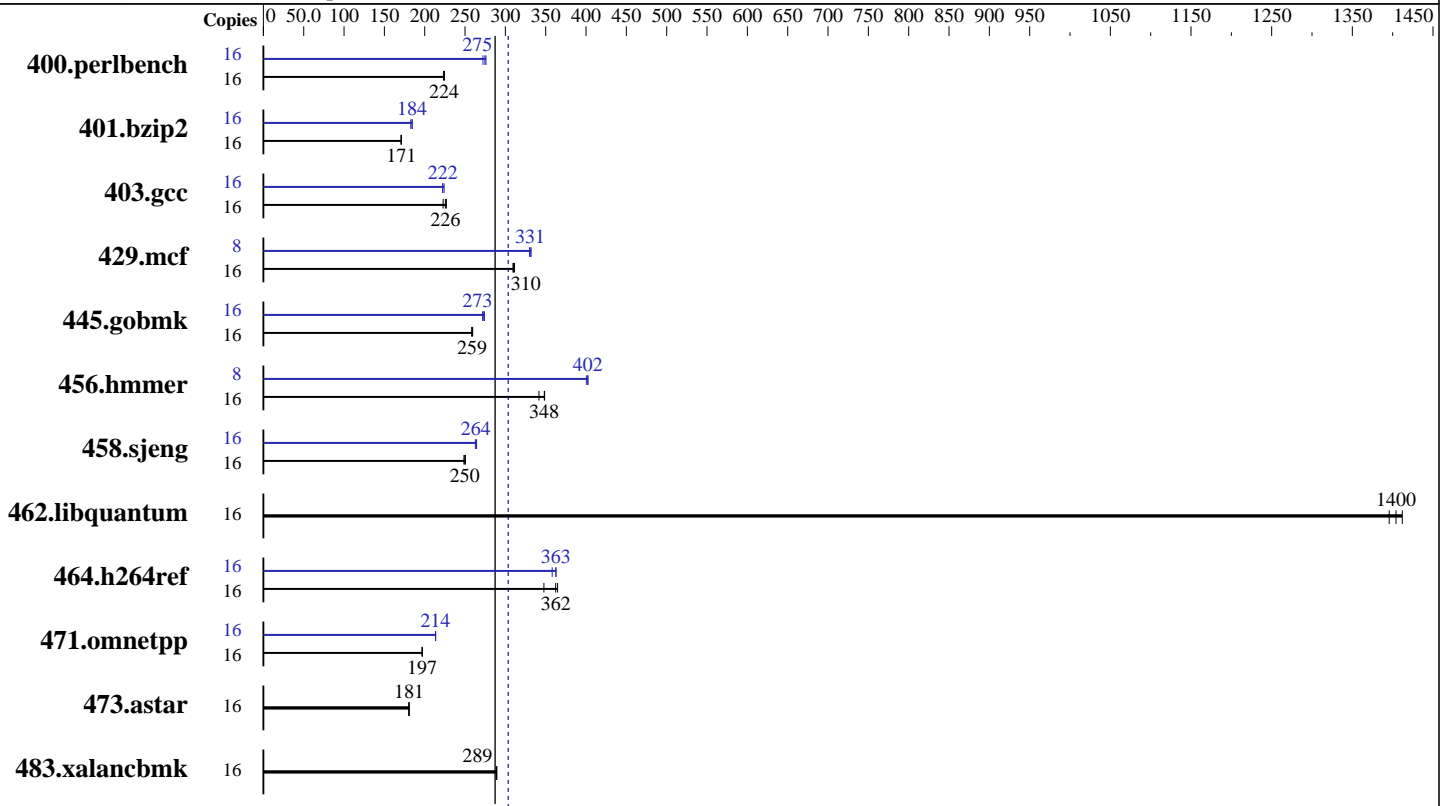 Copies 0 50.0 100 150 200 250 300 350 400 450 500 550 600 650 700 750 800 850 900 950 1050 1150 1250 1350 1450
400.perlbench 16 275
16 224
401.bzip2 16 184
16 171
403.gcc 16 222
16 226
429.mcf 8 331
16 310
445.gobmk 16 273
16 259
456.hmmer 8 402
16 348
458.sjeng 16 264
16 250
462.libquantum 16 1400
464.h264ref 16 363
16 362
471.omnetpp 16 214
16 197
473.astar 16 181
483.xalancbmk 16 289